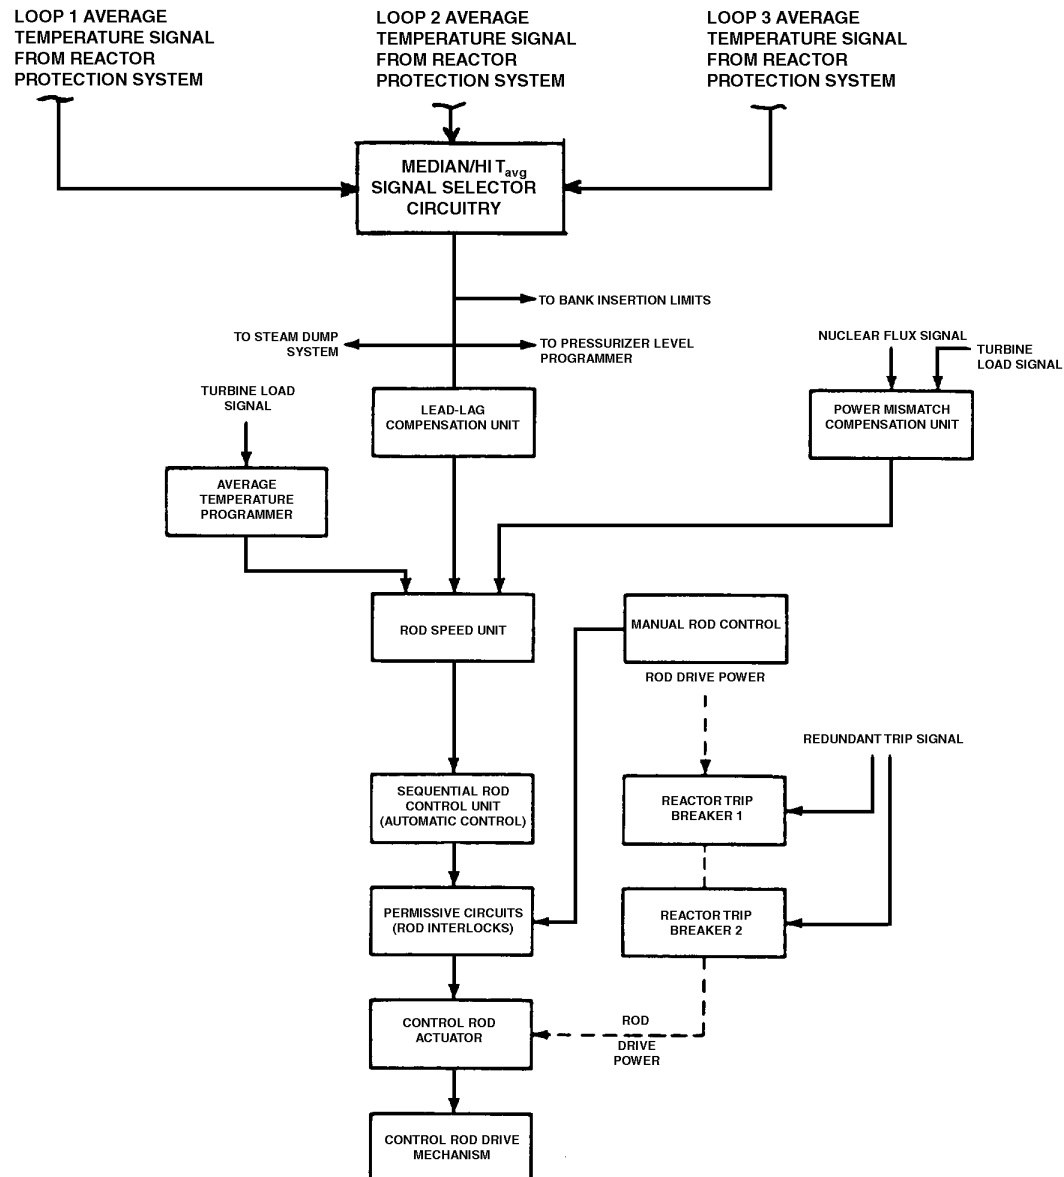 LOOP 1 AVERAGE
TEMPERATURE SIGNAL
FROM REACTOR
PROTECTION SYSTEM
LOOP 2 AVERAGE
TEMPERATURE SIGNAL
FROM REACTOR
PROTECTION SYSTEM
LOOP 3 AVERAGE
TEMPERATURE SIGNAL
FROM REACTOR
PROTECTION SYSTEM
MEDIAN/HI Tavg
SIGNAL SELECTOR
CIRCUITRY
TO BANK INSERTION LIMITS
TO STEAM DUMP
SYSTEM
TO PRESSURIZER LEVEL
PROGRAMMER
NUCLEAR FLUX SIGNAL
TURBINE
LOAD SIGNAL
TURBINE LOAD
SIGNAL
LEAD-LAG
COMPENSATION UNIT
POWER MISMATCH
COMPENSATION UNIT
AVERAGE
TEMPERATURE
PROGRAMMER
ROD SPEED UNIT
MANUAL ROD CONTROL
ROD DRIVE POWER
REDUNDANT TRIP SIGNAL
SEQUENTIAL ROD
CONTROL UNIT
(AUTOMATIC CONTROL)
REACTOR TRIP
BREAKER 1
PERMISSIVE CIRCUITS
(ROD INTERLOCKS)
REACTOR TRIP
BREAKER 2
CONTROL ROD
ACTUATOR
ROD
DRIVE
POWER
CONTROL ROD DRIVE
MECHANISM